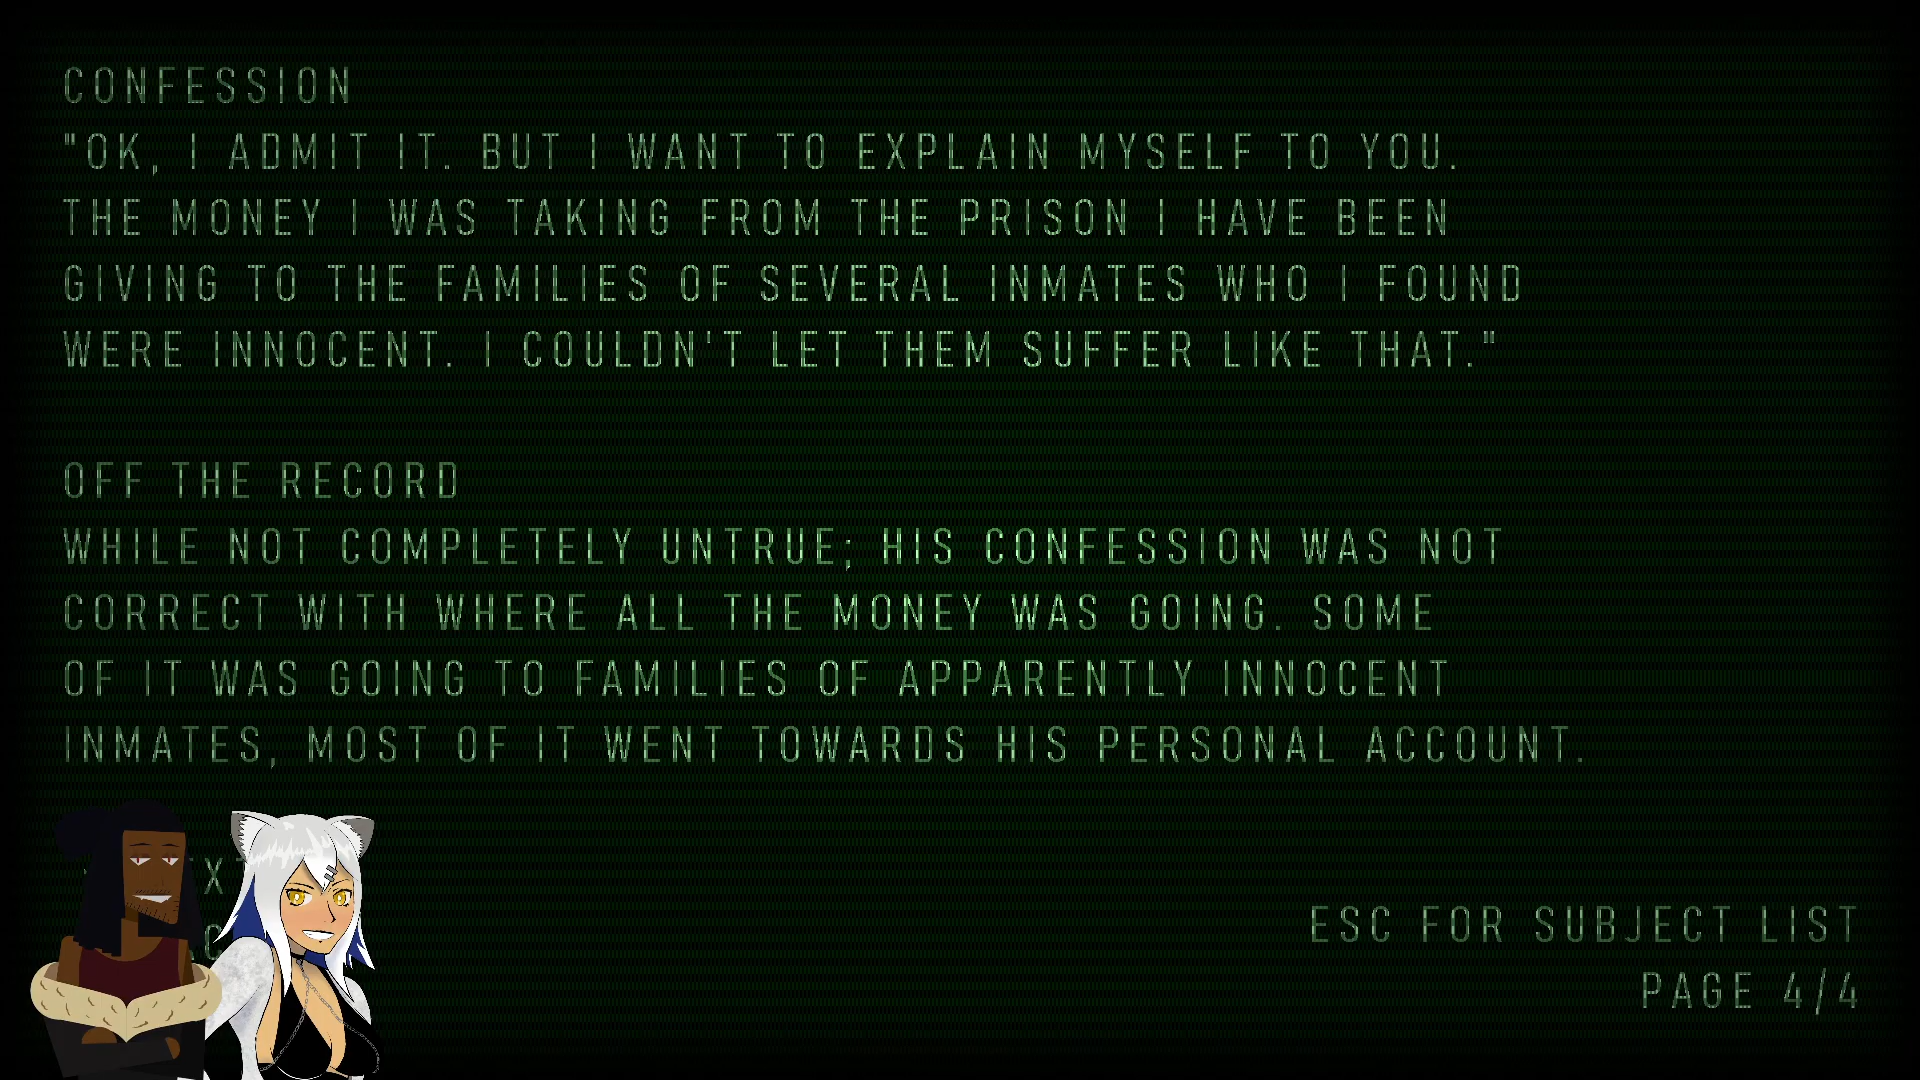 CONFESSION
"OK, I ADMIT IT. BUT I WANT TO EXPLAIN MYSELF TO YOU.
THE MONEY I WAS TAKING FROM THE PRISON I HAVE BEEN
GIVING TO THE FAMILIES OF SEVERAL INMATES WHO I FOUND
WERE INNOCENT. I COULDN'T LET THEM SUFFER LIKE THAT."
OFF THE RECORD
WHILE NOT COMPLETELY UNTRUE; HIS CONFESSION WAS NOT
CORRECT WITH WHERE ALL THE MONEY WAS GOING. SOME
OF IT WAS GOING TO FAMILIES OF APPARENTLY INNOCENT
INMATES, MOST OF IT WENT TOWARDS HIS PERSONAL ACCOUNT.
ESC FOR SUBJECT LIST
PAGE 4/4